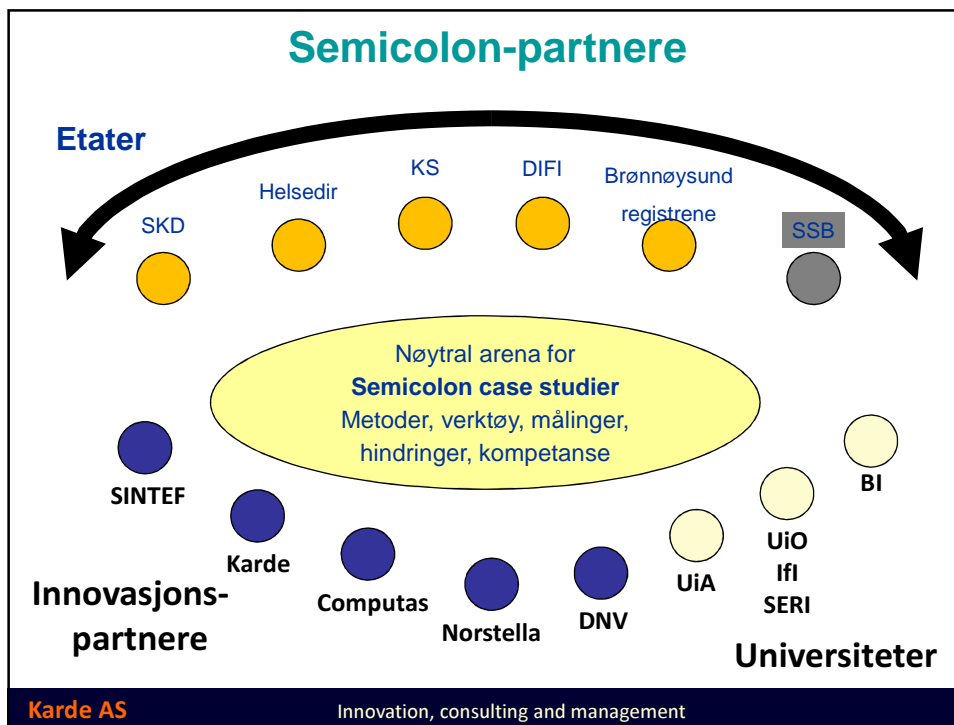 Semicolon-partnere
Etater
SKD
Helsedir
KS
DIFI
Brønnøysund
registrene
SSB
Nøytral arena for
Semicolon case studier
Metoder, verktøy, målinger,
hindringer, kompetanse
SINTEF
Karde
Computas
Norstella
DNV
UiA
UiO
IfI
SERI
BI
Innovasjons-
partnere
Universiteter
Karde AS
Innovation, consulting and management